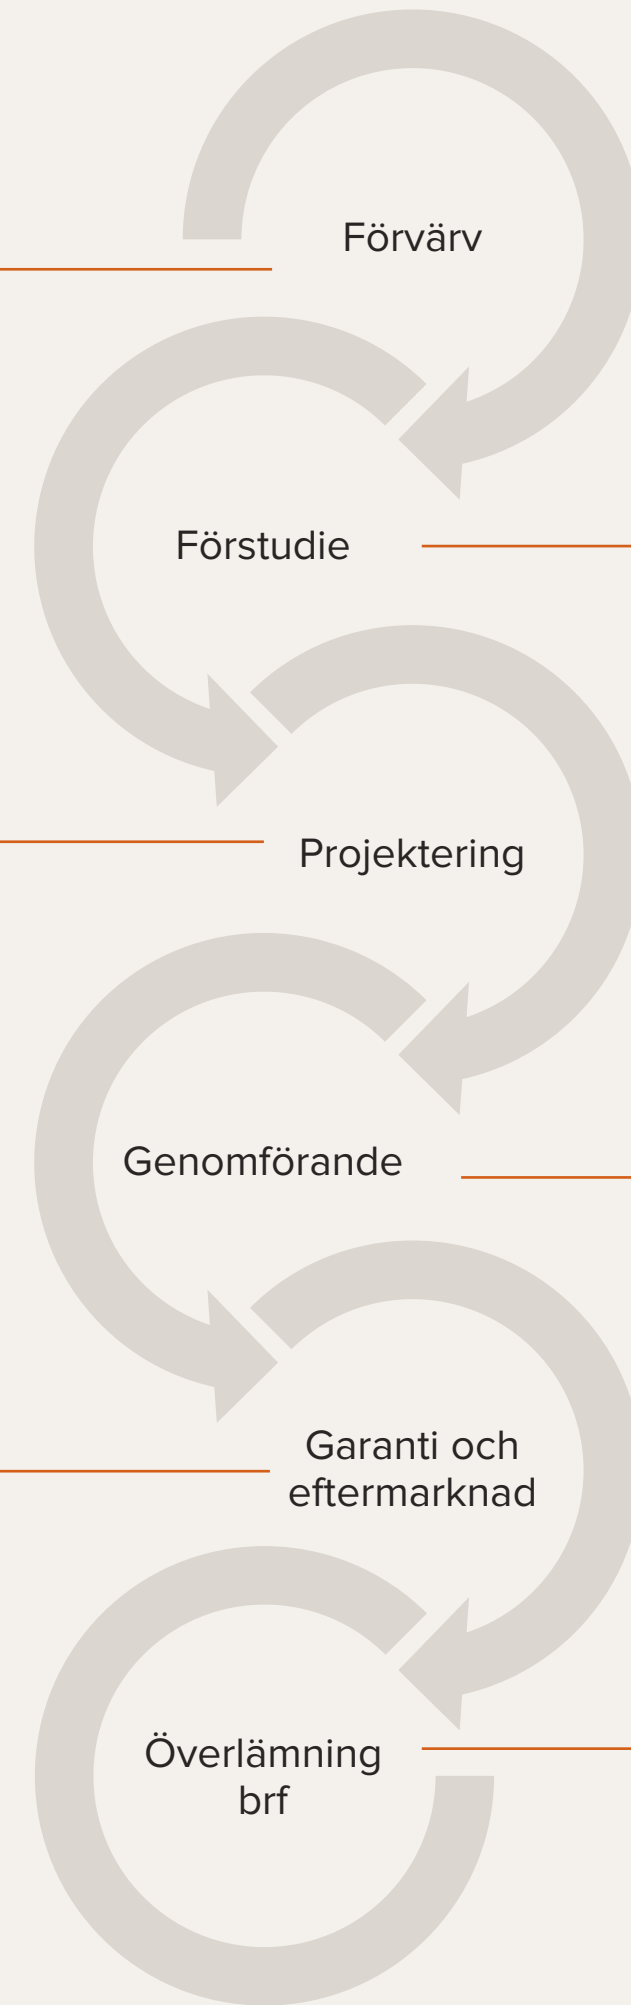 Förvärv
Förstudie
Projektering
Genomförande
Garanti och
eftermarknad
Överlämning
brf